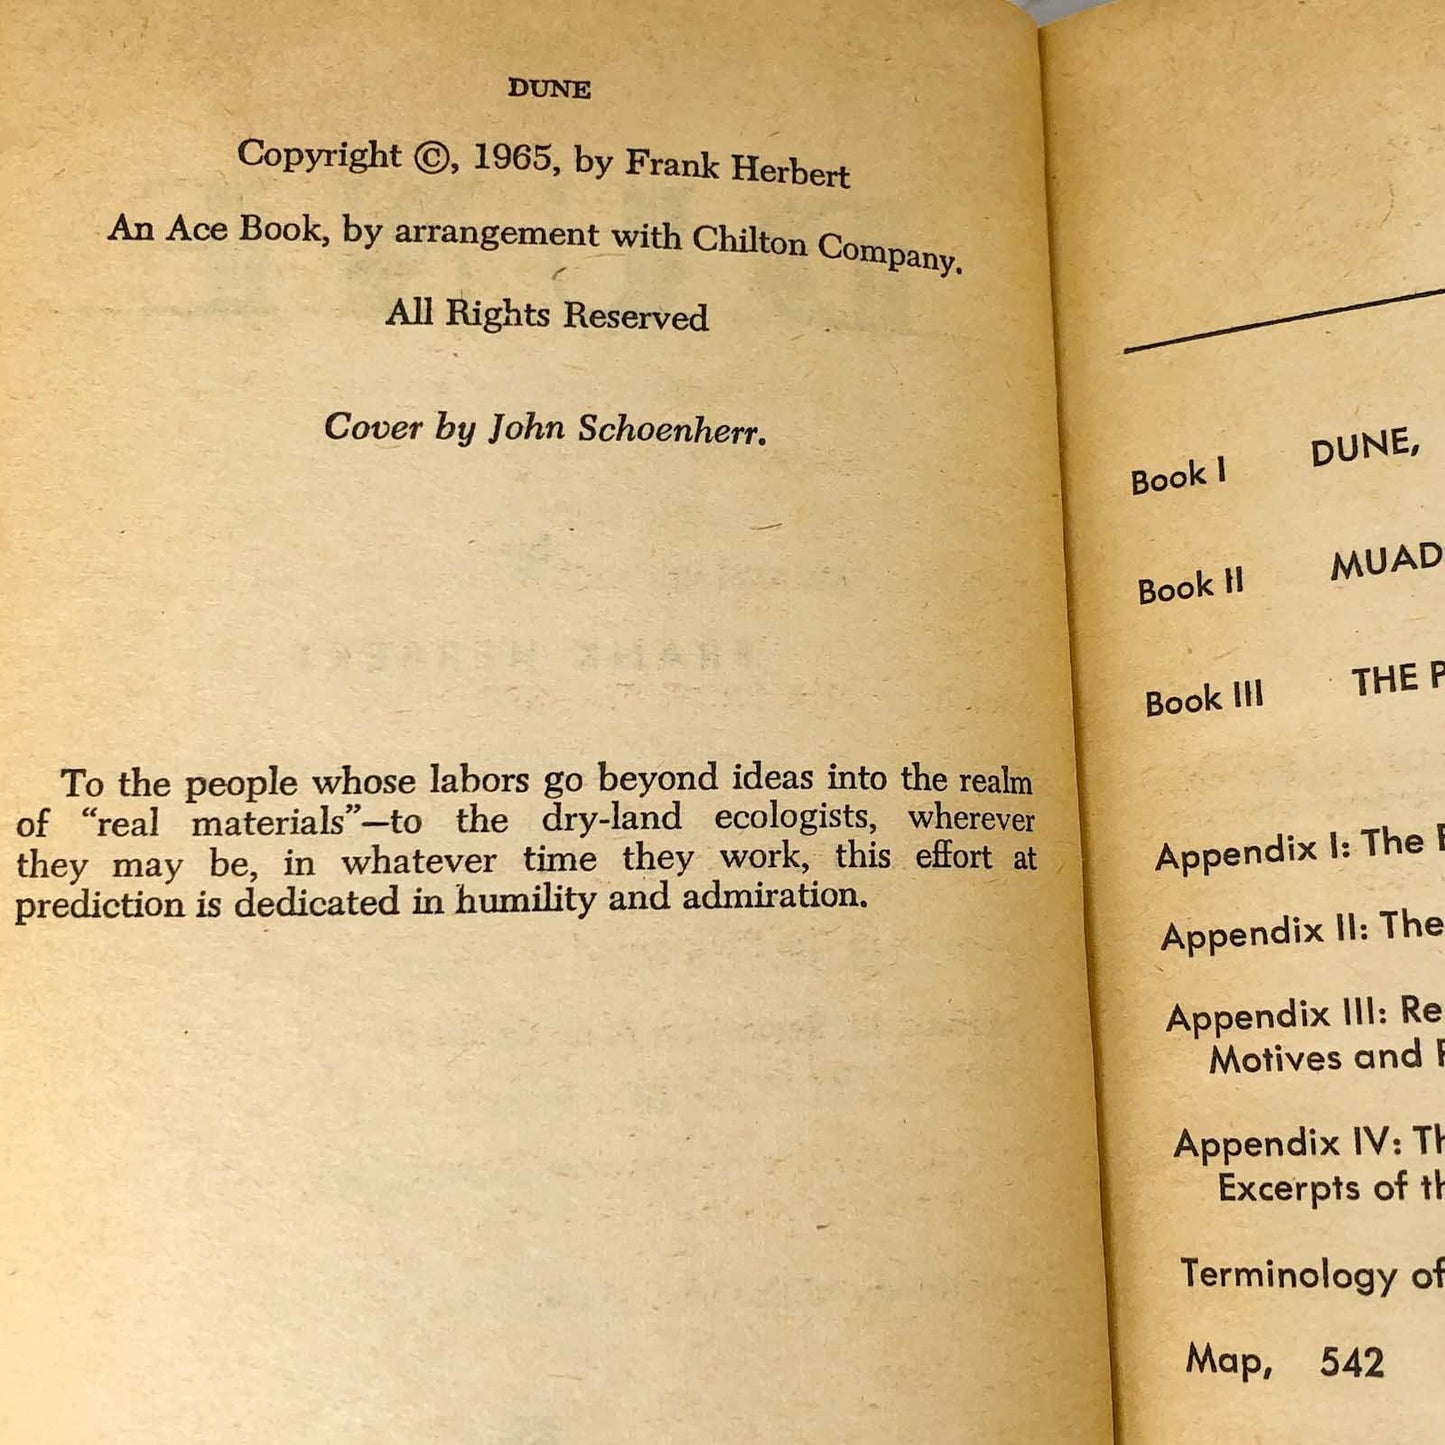 DUNE
Copyright ©, 1965, by Frank Herbert
An Ace Book, by arrangement with Chilton Company.
All Rights Reserved
Cover by John Schoenherr.
To the people whose labors go beyond ideas into the realm
of “real materials”—to the dry-land ecologists, wherever
they may be, in whatever time they work, this effort at
prediction is dedicated in humility and admiration.
Book I DUNE,
Book II MUAD
Book III THE P
Appendix I: The
Appendix II: The
Appendix III: Re
Motives and
Appendix IV: Th
Excerpts of th
Terminology of
Map, 542